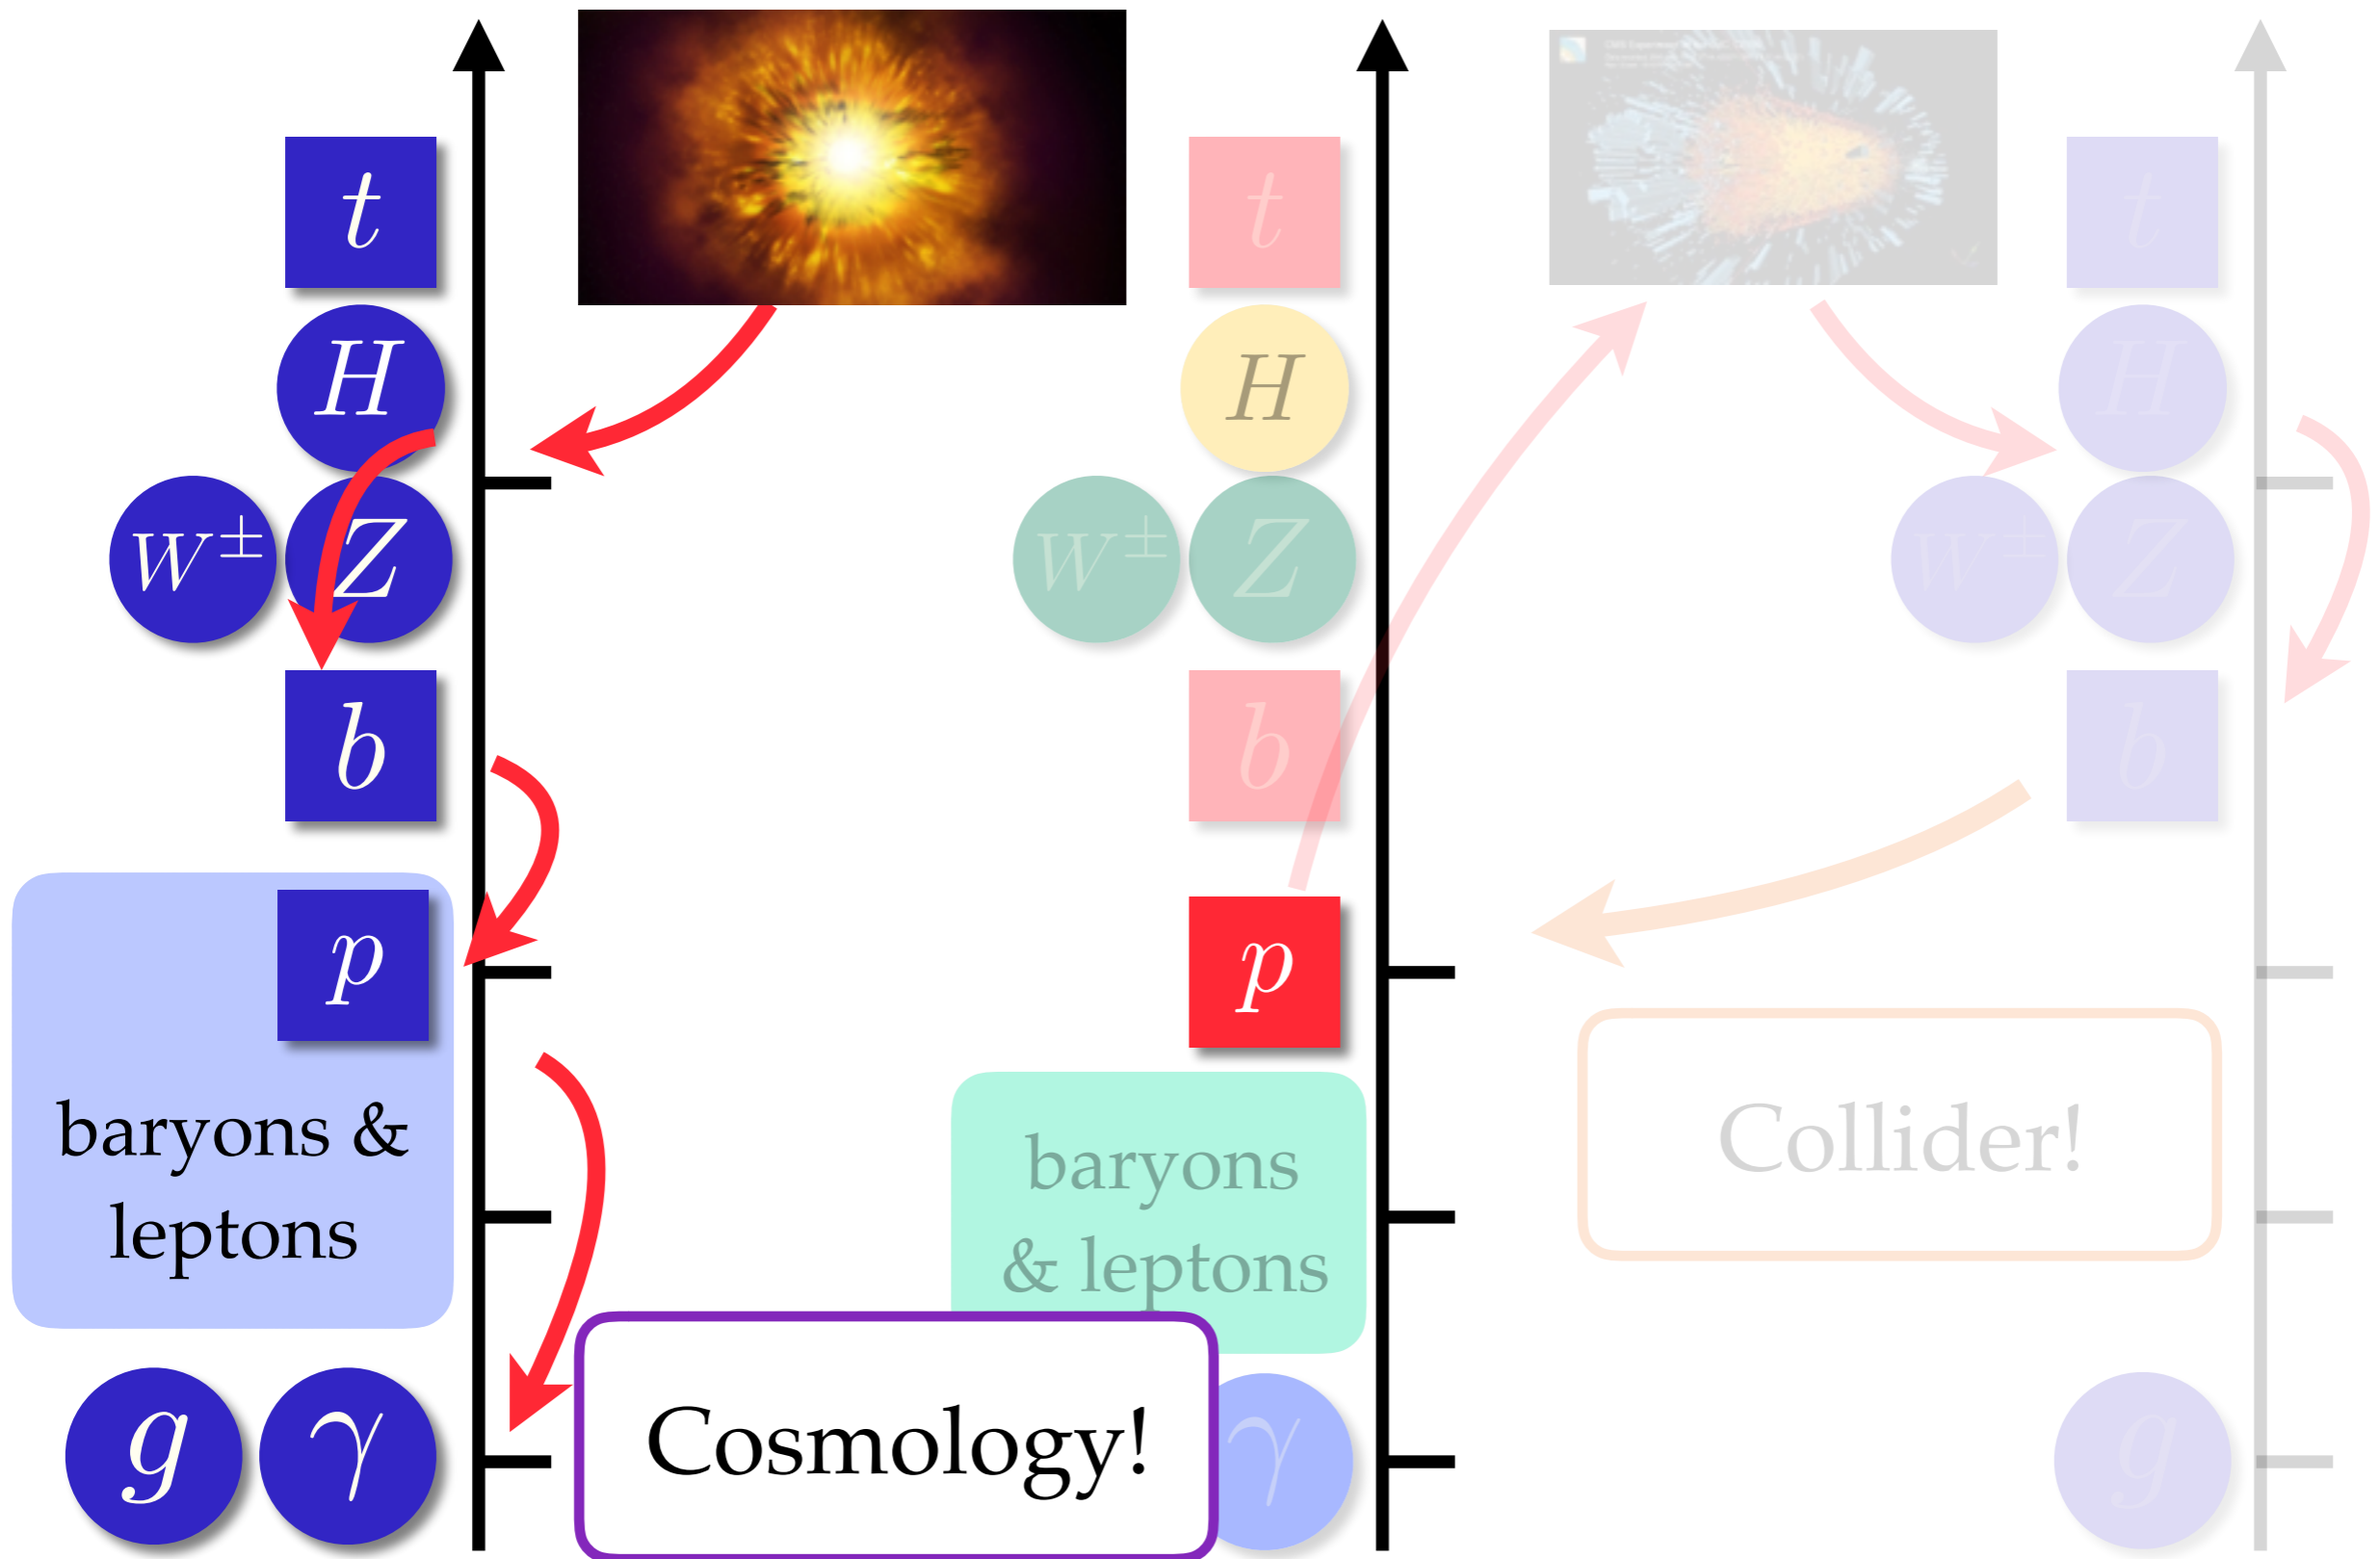 t
H
W±
Z
b
p
baryons &
leptons
g
γ
Cosmology!
t
H
W±
Z
b
p
baryons
& leptons
γ
t
H
W±
Z
b
Collider!
g